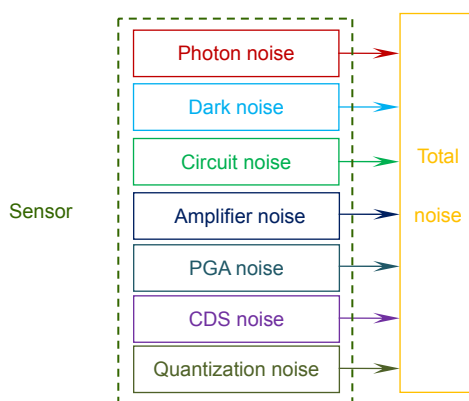 Photon noise
Dark noise
Circuit noise
Sensor
Amplifier noise
PGA noise
CDS noise
Quantization noise
Total
noise